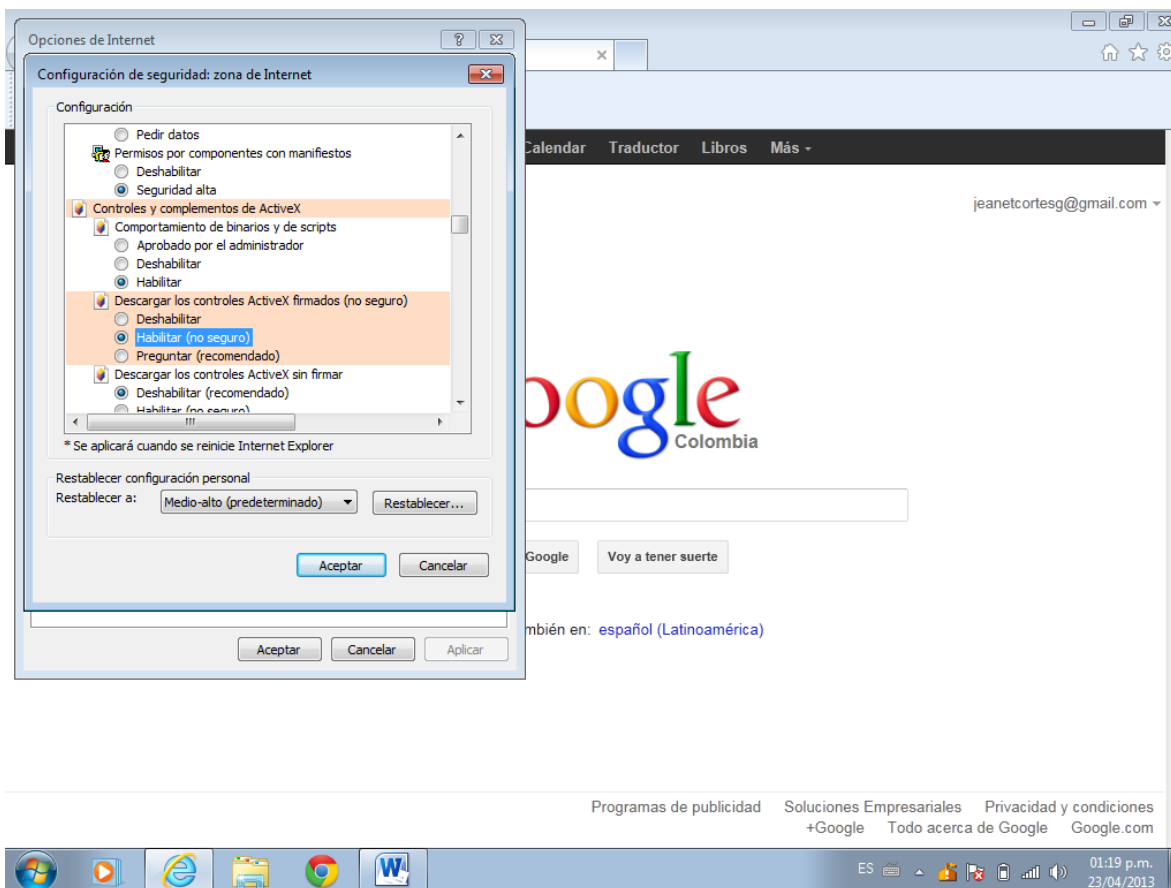 Opciones de Internet
Configuración de seguridad: zona de Internet
Configuración
Pedir datos
Permisos por componentes con manifiestos
Deshabilitar
Seguridad alta
Controles y complementos de ActiveX
Comportamiento de binarios y de scripts
Aprobado por el administrador
Deshabilitar
Habilitar
Descargar los controles ActiveX firmados (no seguro)
Deshabilitar
Habilitar (no seguro)
Preguntar (recomendado)
Descargar los controles ActiveX sin firmar
Deshabilitar (recomendado)
Habilitar (no seguro)
* Se aplicará cuando se reinicie Internet Explorer
Restablecer configuración personal
Restablecer a: Medio-alto (predeterminado) Restablecer...
Aceptar Cancelar
Aceptar Cancelar Aplicar
Calendar Traductor Libros Más
jeanetcortesg@gmail.com
oogle
Colombia
Google Voy a tener suerte
mbién en: español (Latinoamérica)
Programas de publicidad Soluciones Empresariales Privacidad y condiciones
+Google Todo acerca de Google Google.com
W
ES 01:19 p.m.
23/04/2013